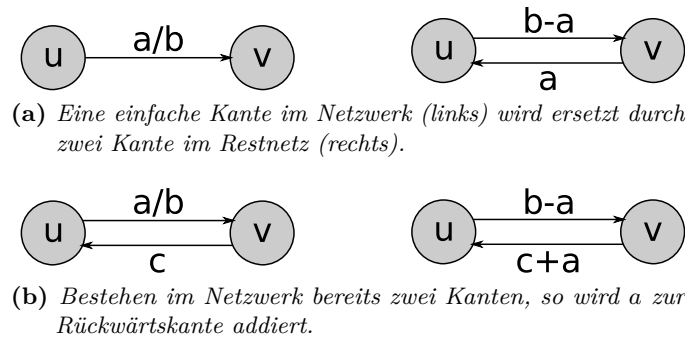 u a/b v b-a u v a
(a) Eine einfache Kante im Netzwerk (links) wird ersetzt durch
zwei Kante im Restnetz (rechts).
u a/b v c u b-a v c+a
(b) Bestehen im Netzwerk bereits zwei Kanten, so wird a zur
Rückwärtskante addiert.